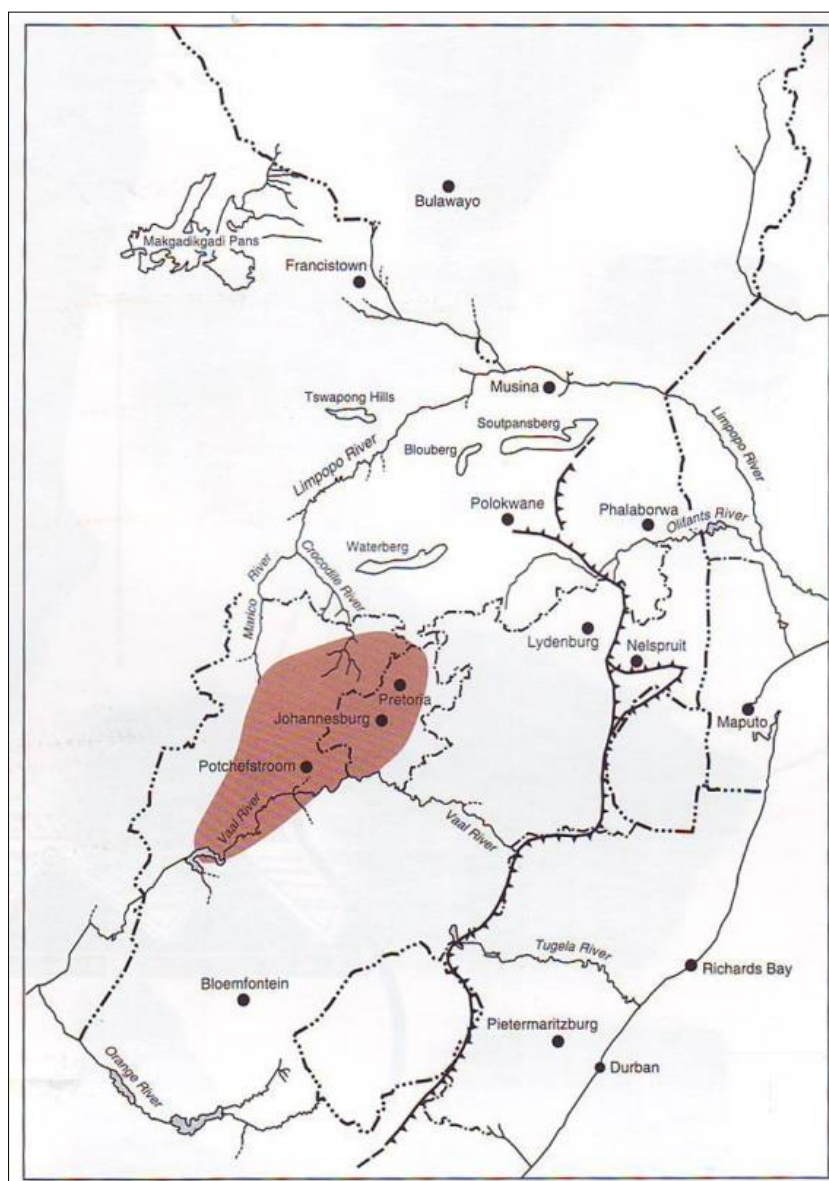 Bulawayo
Makgadikgadi Pans
Francistown
Musina
Tswapong Hills
Soutpansberg
Blouberg
Limpopo River
Limpopo River
Polokwane
Phalaborwa
Olifants River
Waterberg
Crocodile River
Marico River
Lydenburg
Nelspruit
Pretoria
Johannesburg
Maputo
Potchefstroom
Vaal River
Vaal River
Tugela River
Richards Bay
Bloemfontein
Pietermaritzburg
Orange River
Durban